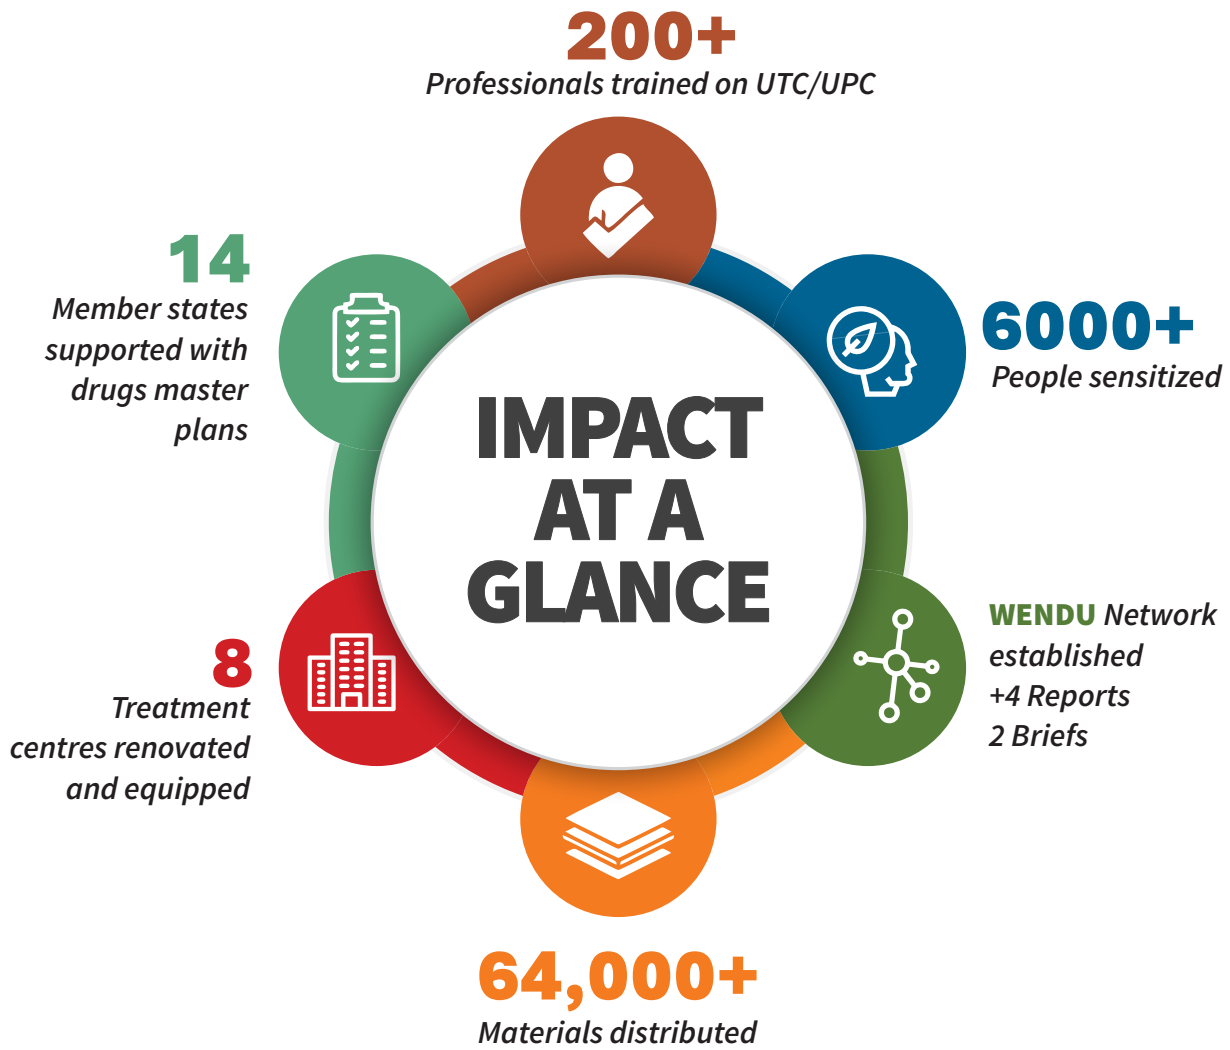 200+
Professionals trained on UTC/UPC
14
Member states
supported with
drugs master
plans
6000+
People sensitized
IMPACT
AT A
GLANCE
8
Treatment
centres renovated
and equipped
WENDU Network
established
+4 Reports
2 Briefs
64,000+
Materials distributed